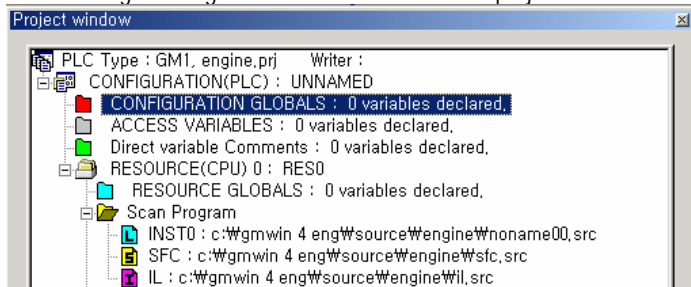 Project window
PLC Type : GM1, engine.prj Writer :
CONFIGURATION(PLC) : UNNAMED
CONFIGURATION GLOBALS : 0 variables declared,
ACCESS VARIABLES : 0 variables declared,
Direct variable Comments : 0 variables declared,
RESOURCE(CPU) 0 : RES0
RESOURCE GLOBALS : 0 variables declared,
Scan Program
L INST0 : c:₩gmwin 4 eng₩source₩engine₩noname00,src
S SFC : c:₩gmwin 4 eng₩source₩engine₩sfc,src
I IL : c:₩gmwin 4 eng₩source₩engine₩il,src